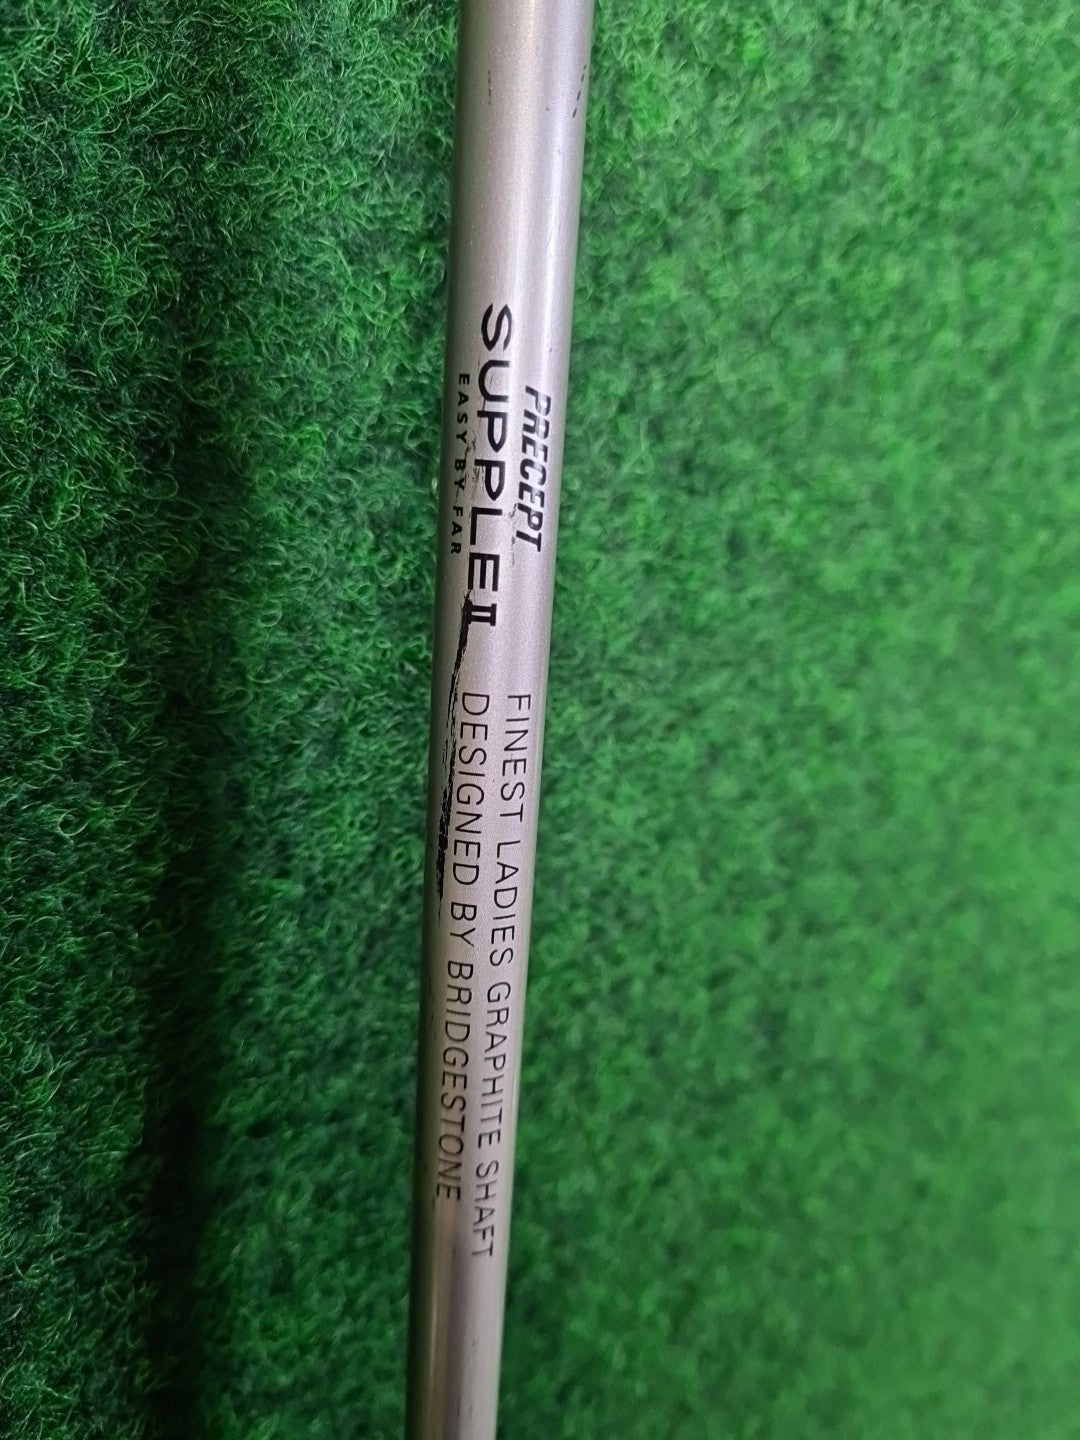 PRECEPT
SUPPLE II
EASY BY FAR
FINEST LADIES GRAPHITE SHAFT
DESIGNED BY BRIDGESTONE